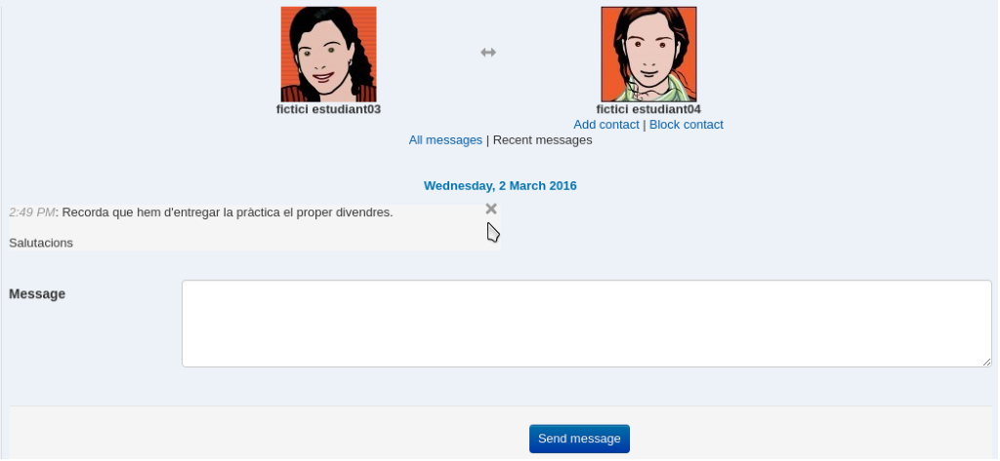 fictici estudiant03
fictici estudiant04
Add contact | Block contact
All messages | Recent messages
Wednesday, 2 March 2016
2:49 PM: Recorda que hem d'entregar la pràctica el proper divendres.
Salutacions
Message
Send message